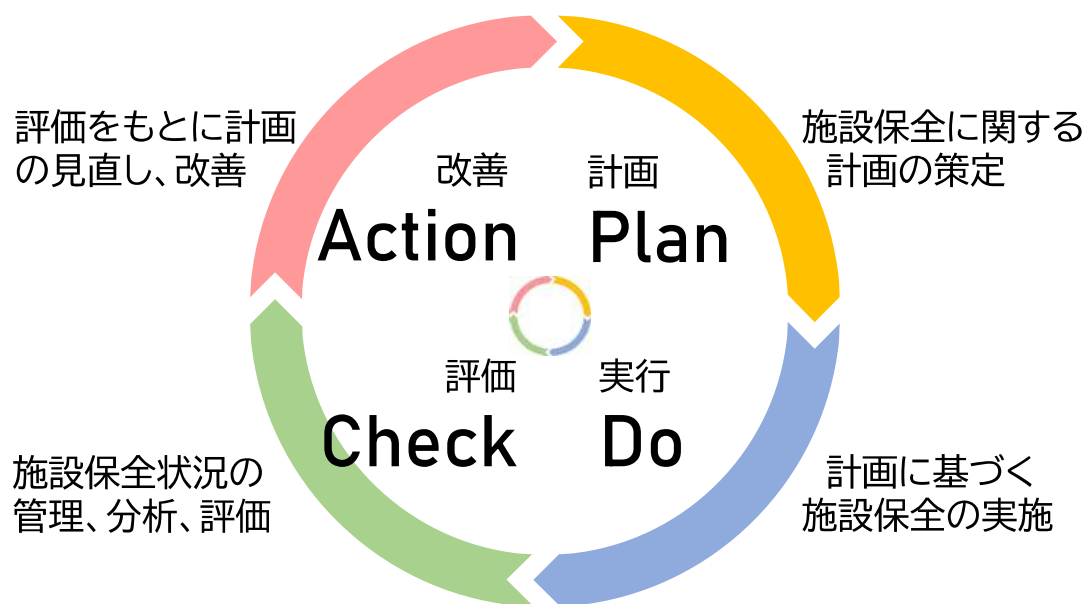 評価をもとに計画
の見直し、改善
施設保全に関する
計画の策定
改善
計画
Action
Plan
評価
実行
Check
Do
施設保全状況の
管理、分析、評価
計画に基づく
施設保全の実施